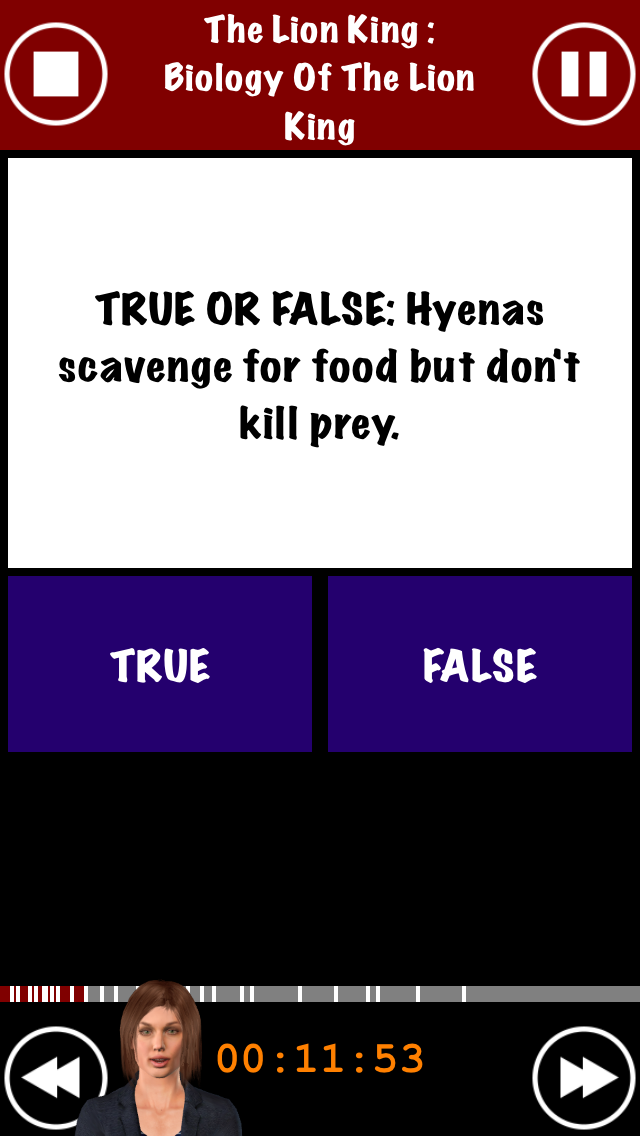 The Lion King :
Biology Of The Lion
King
TRUE OR FALSE: Hyenas
scavenge for food but don't
kill prey.
TRUE
FALSE
00:11:53